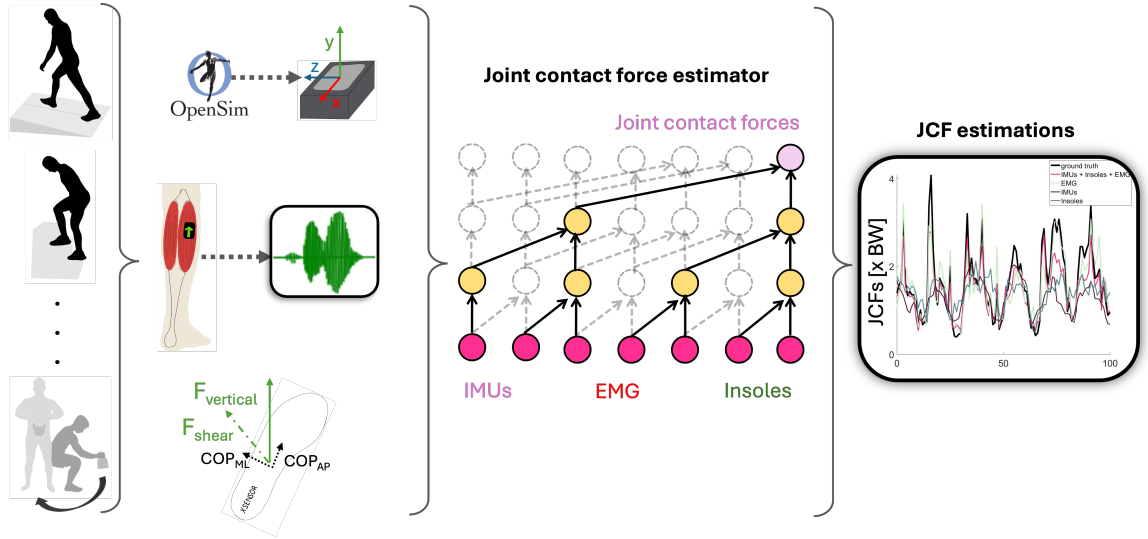 OpenSim
y
z
x
F vertical
F shear
COP ML
COP AP
XSENSOR
Joint contact force estimator
Joint contact forces
IMUs
EMG
Insoles
JCF estimations
JCFs [x BW]
4
2
0
0
50
100
ground truth
IMUs + Insoles + EMG
EMG
IMUs
Insoles